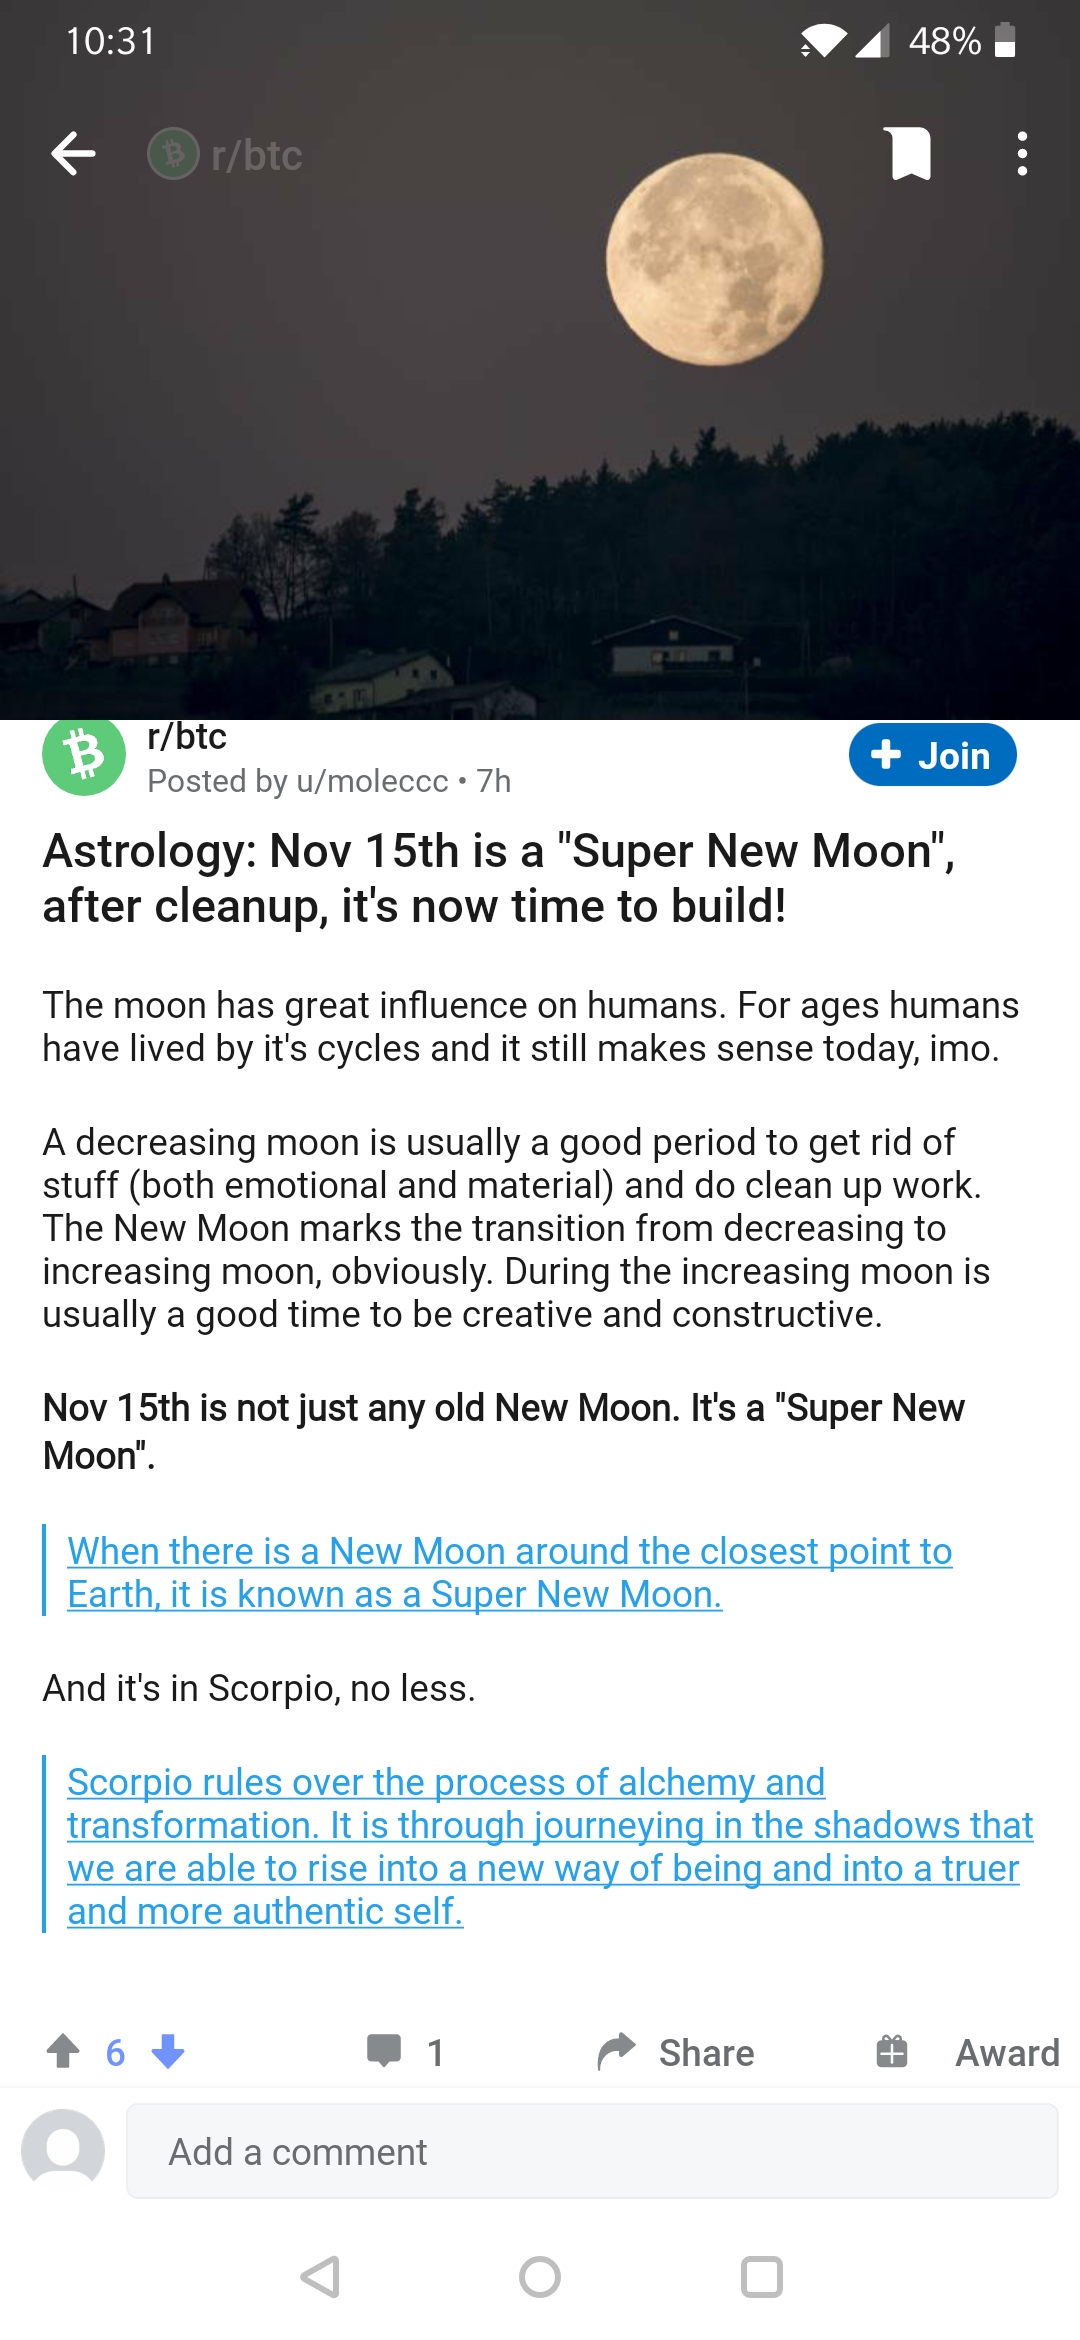 10:31
48%
r/btc
r/btc
Posted by u/moleccc • 7h
Join
Astrology: Nov 15th is a "Super New Moon",
after cleanup, it's now time to build!
The moon has great influence on humans. For ages humans
have lived by it's cycles and it still makes sense today, imo.
A decreasing moon is usually a good period to get rid of
stuff (both emotional and material) and do clean up work.
The New Moon marks the transition from decreasing to
increasing moon, obviously. During the increasing moon is
usually a good time to be creative and constructive.
Nov 15th is not just any old New Moon. It's a "Super New
Moon".
When there is a New Moon around the closest point to
Earth, it is known as a Super New Moon.
And it's in Scorpio, no less.
Scorpio rules over the process of alchemy and
transformation. It is through journeying in the shadows that
we are able to rise into a new way of being and into a truer
and more authentic self.
6
1
Share
Award
Add a comment